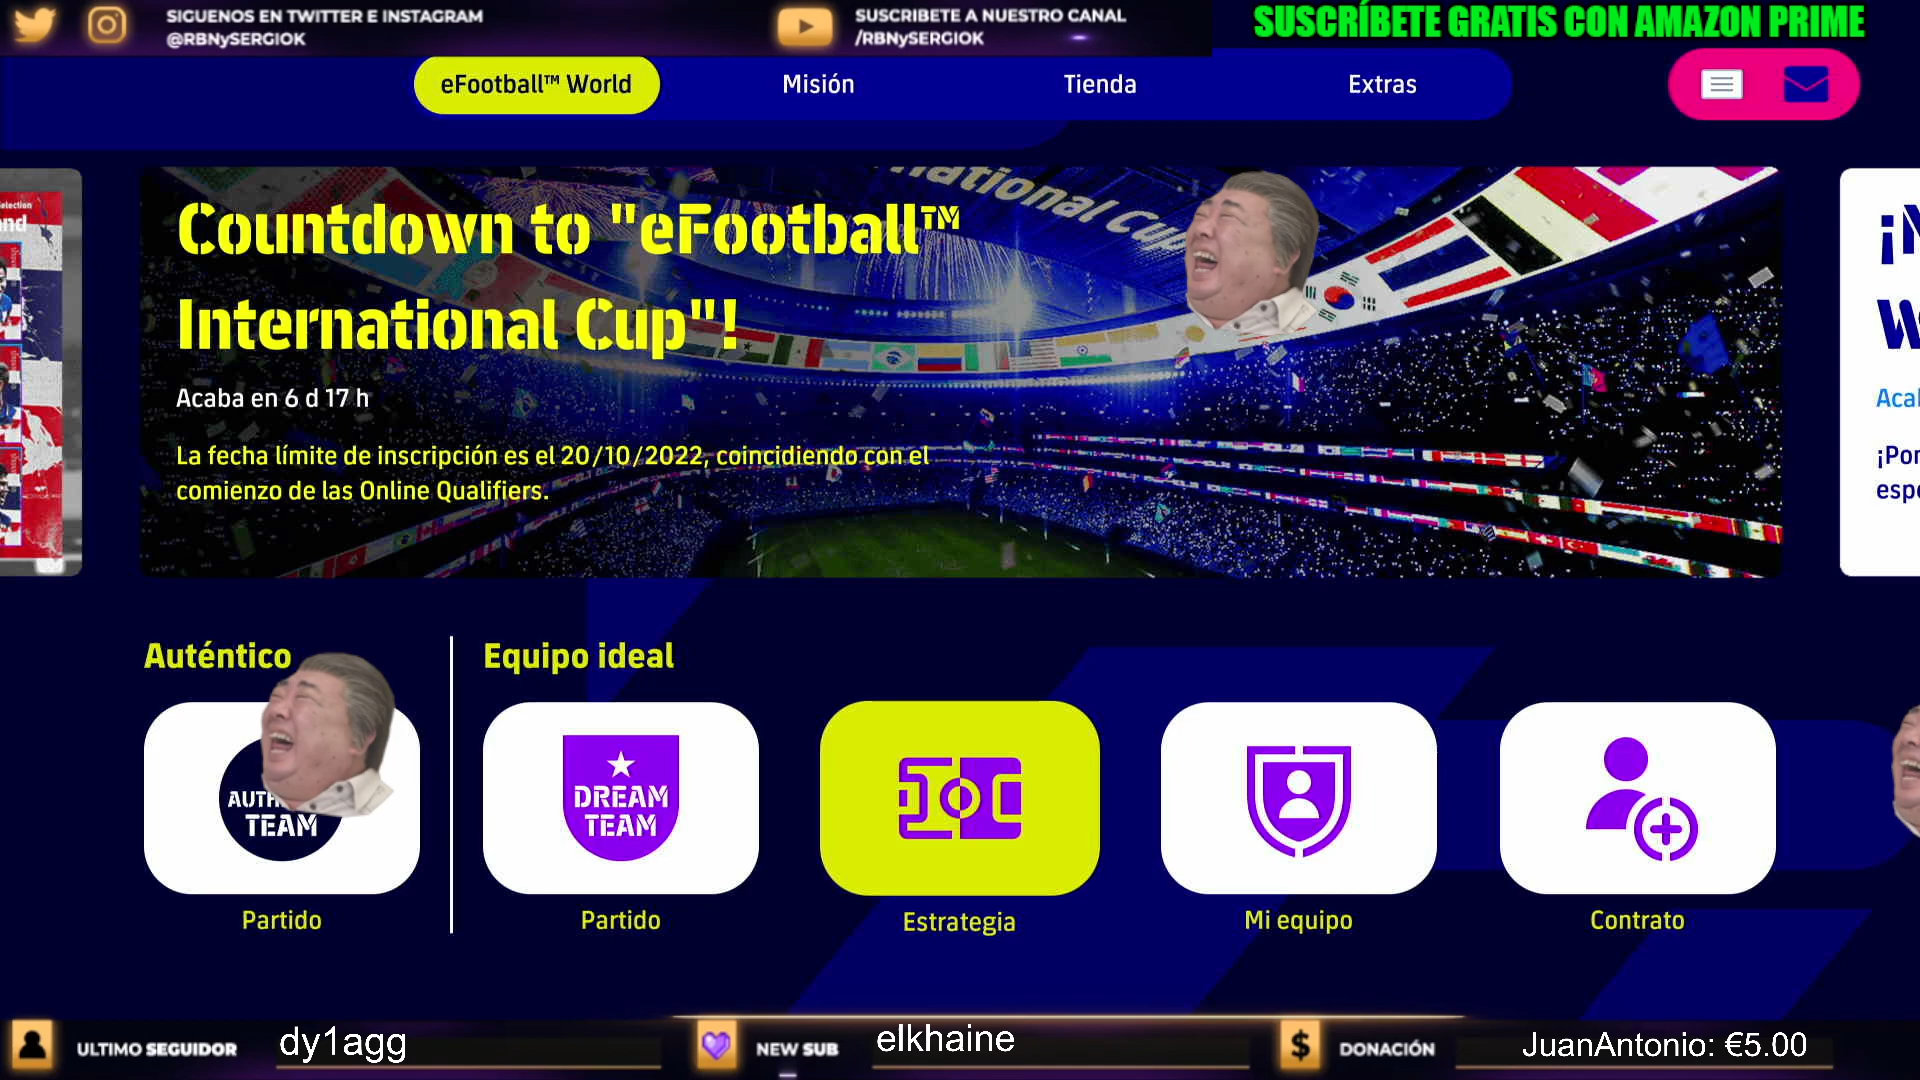 SIGUENOS EN TWITTER E INSTAGRAM
@RBNySERGIOK
SUSCRIBETE A NUESTRO CANAL
/RBNySERGIOK
SUSCRÍBETE GRATIS CON AMAZON PRIME
eFootball™ World
Misión
Tienda
Extras
national Cup
Countdown to "eFootball™
International Cup"!
Acaba en 6 d 17 h
La fecha límite de inscripción es el 20/10/2022, coincidiendo con el
comienzo de las Online Qualifiers.
Auténtico
Equipo ideal
TEAM
DREAM
TEAM
Partido
Partido
Estrategia
Mi equipo
Contrato
ULTIMO SEGUIDOR
dy1agg
NEW SUB
elkhaine
DONACIÓN
JuanAntonio: €5.00